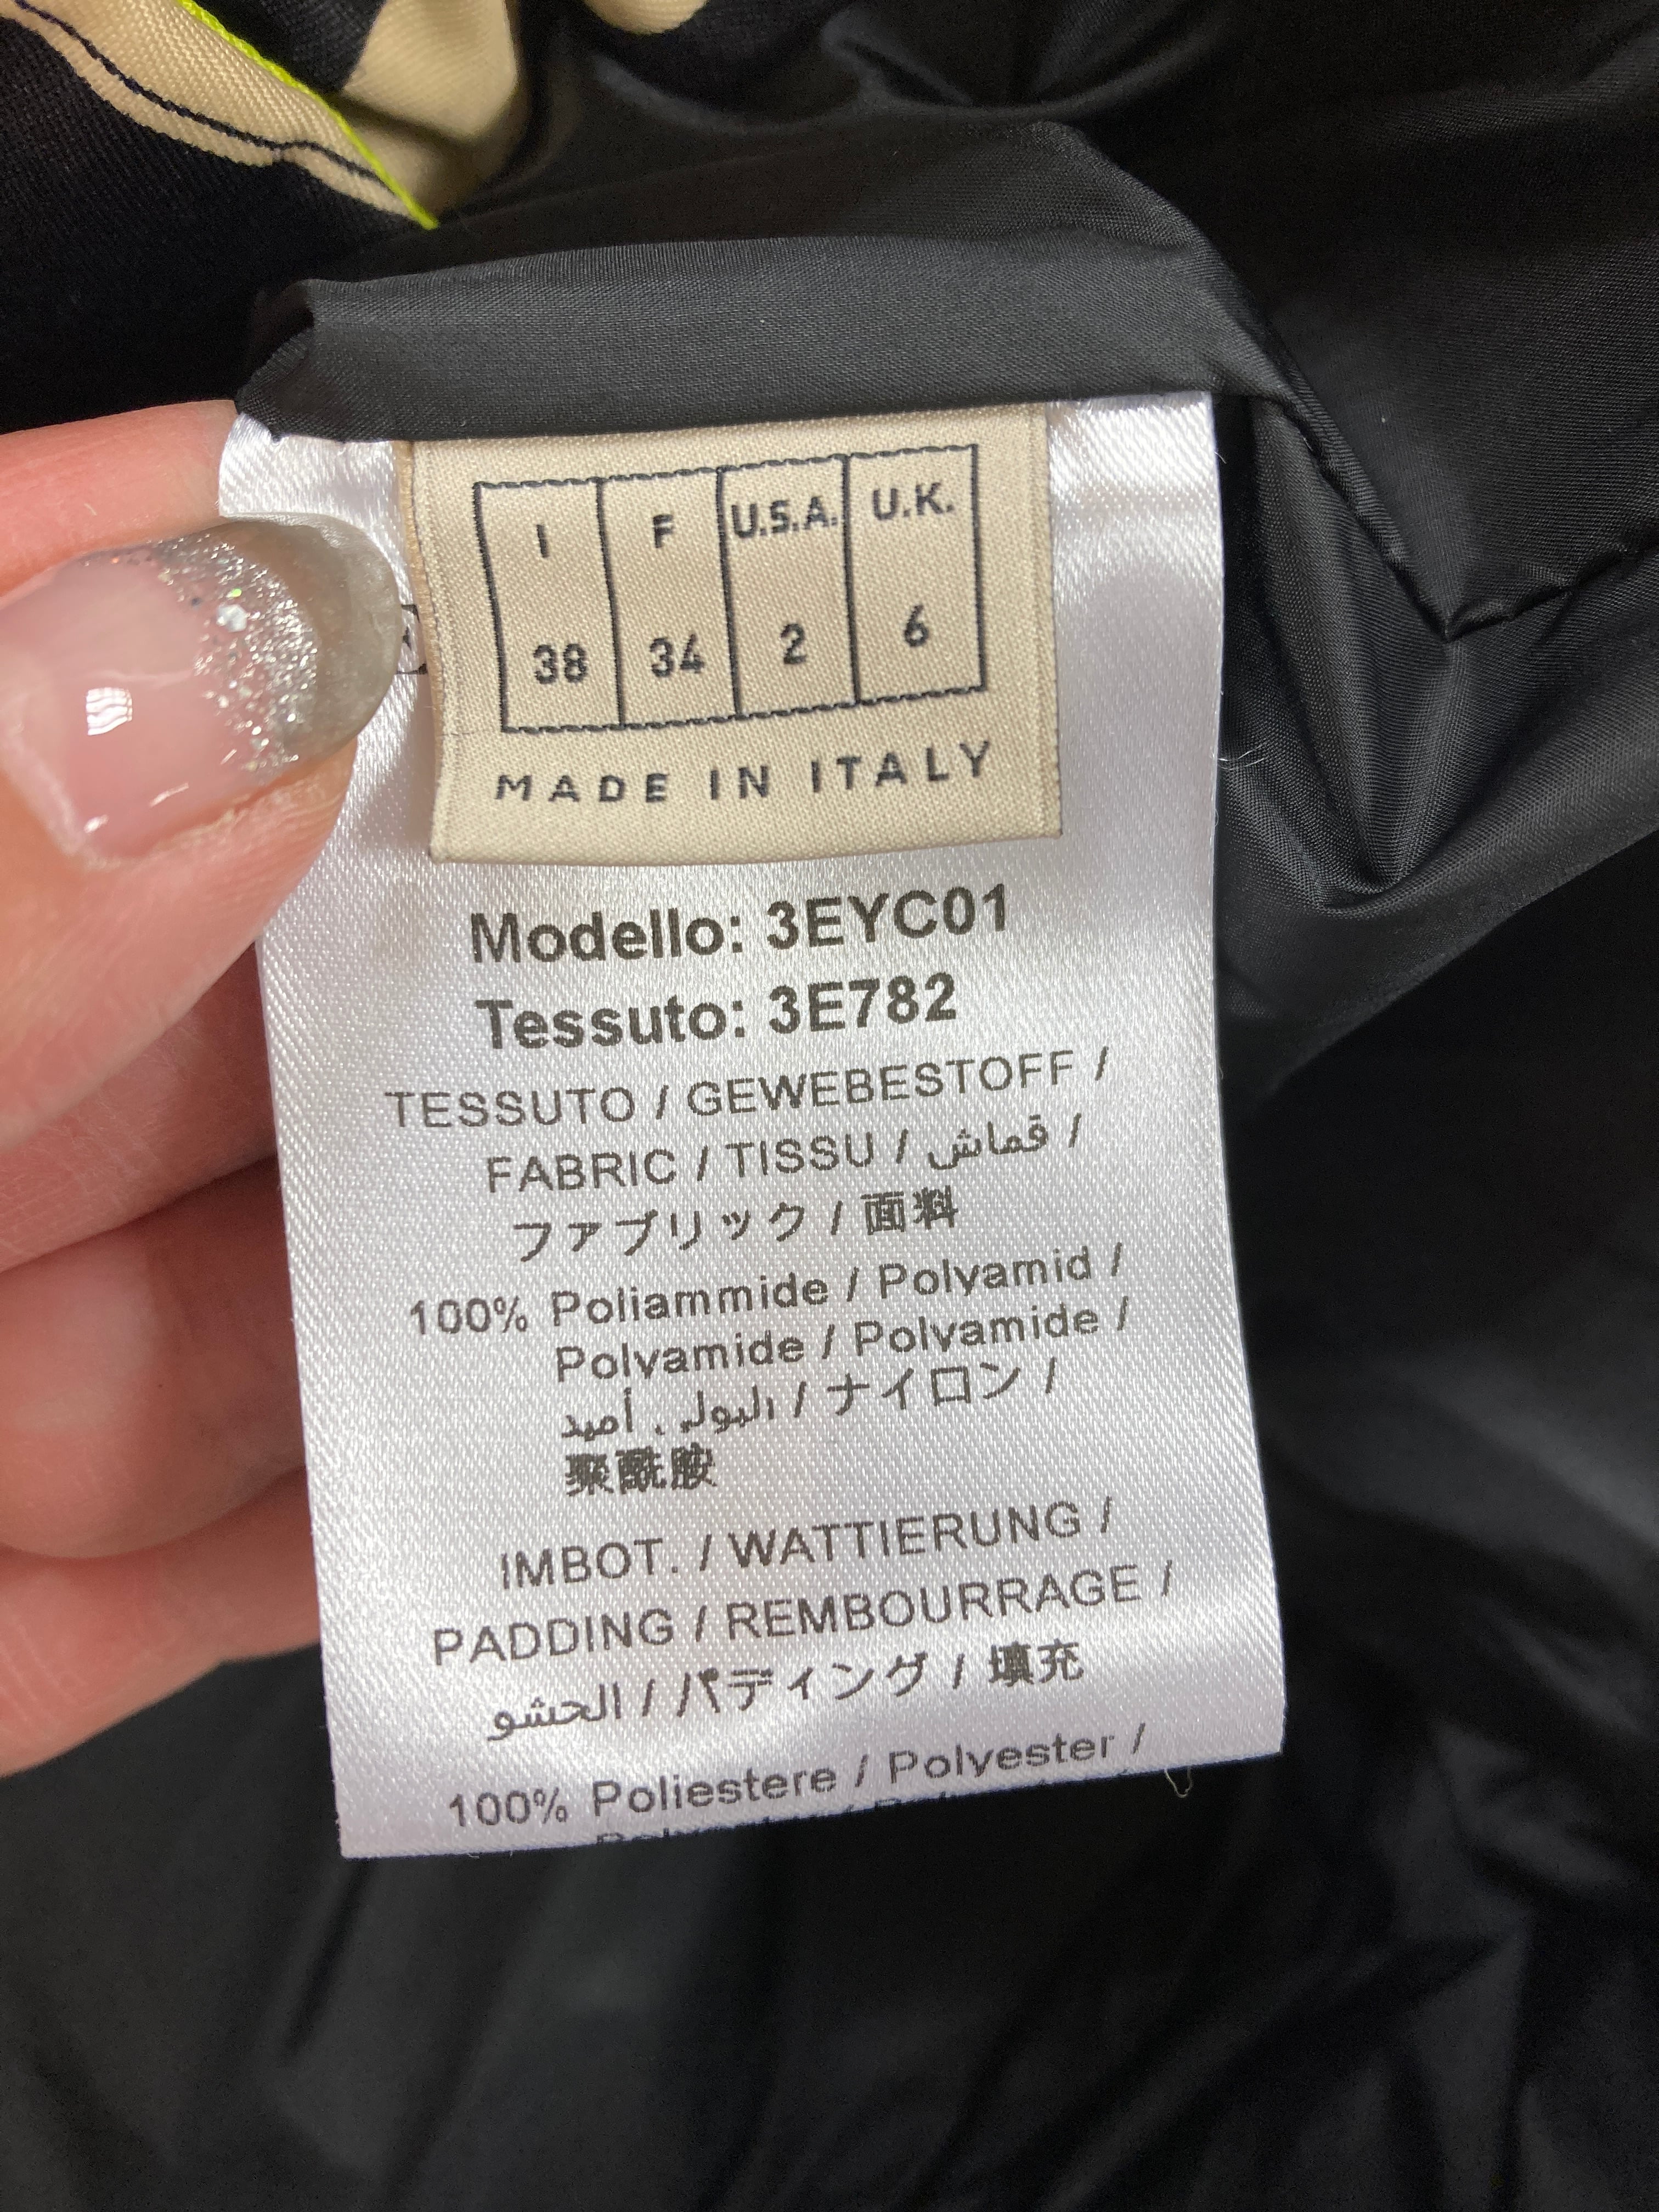 I F U.S.A. U.K.
38 34 2 6
MADE IN ITALY
E
Modello: 3EYC01
Tessuto: 3E782
TESSUTO / GEWEBESTOFF /
FABRIC / TISSU / قماش /
ファブリック / 面料
100% Poliammide / Polyamid /
Polyamide / Polyamide /
البولي . أميد / ナイロン /
聚酰胺
IMBOT. / WATTIERUNG /
PADDING / REMBOURRAGE /
الحشو / パディング / 填充
100% Poliestere / Polyester /